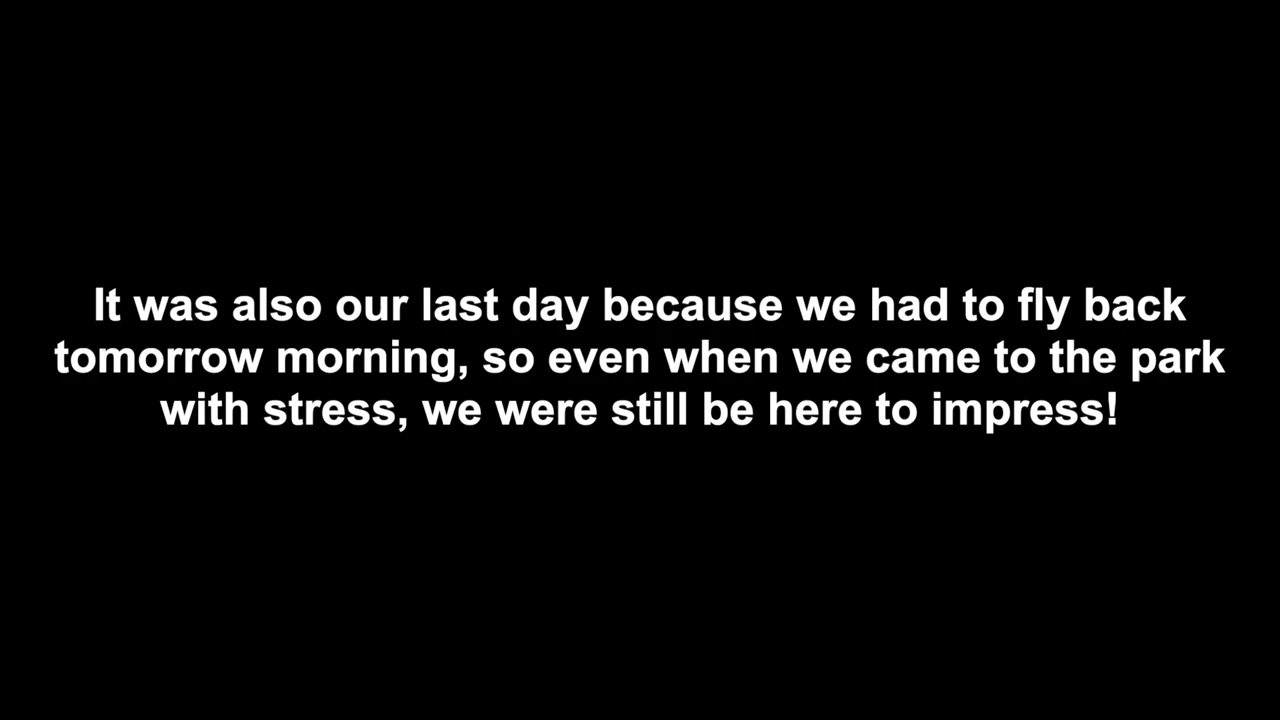 It was also our last day because we had to fly back
tomorrow morning, so even when we came to the park
with stress, we were still be here to impress!